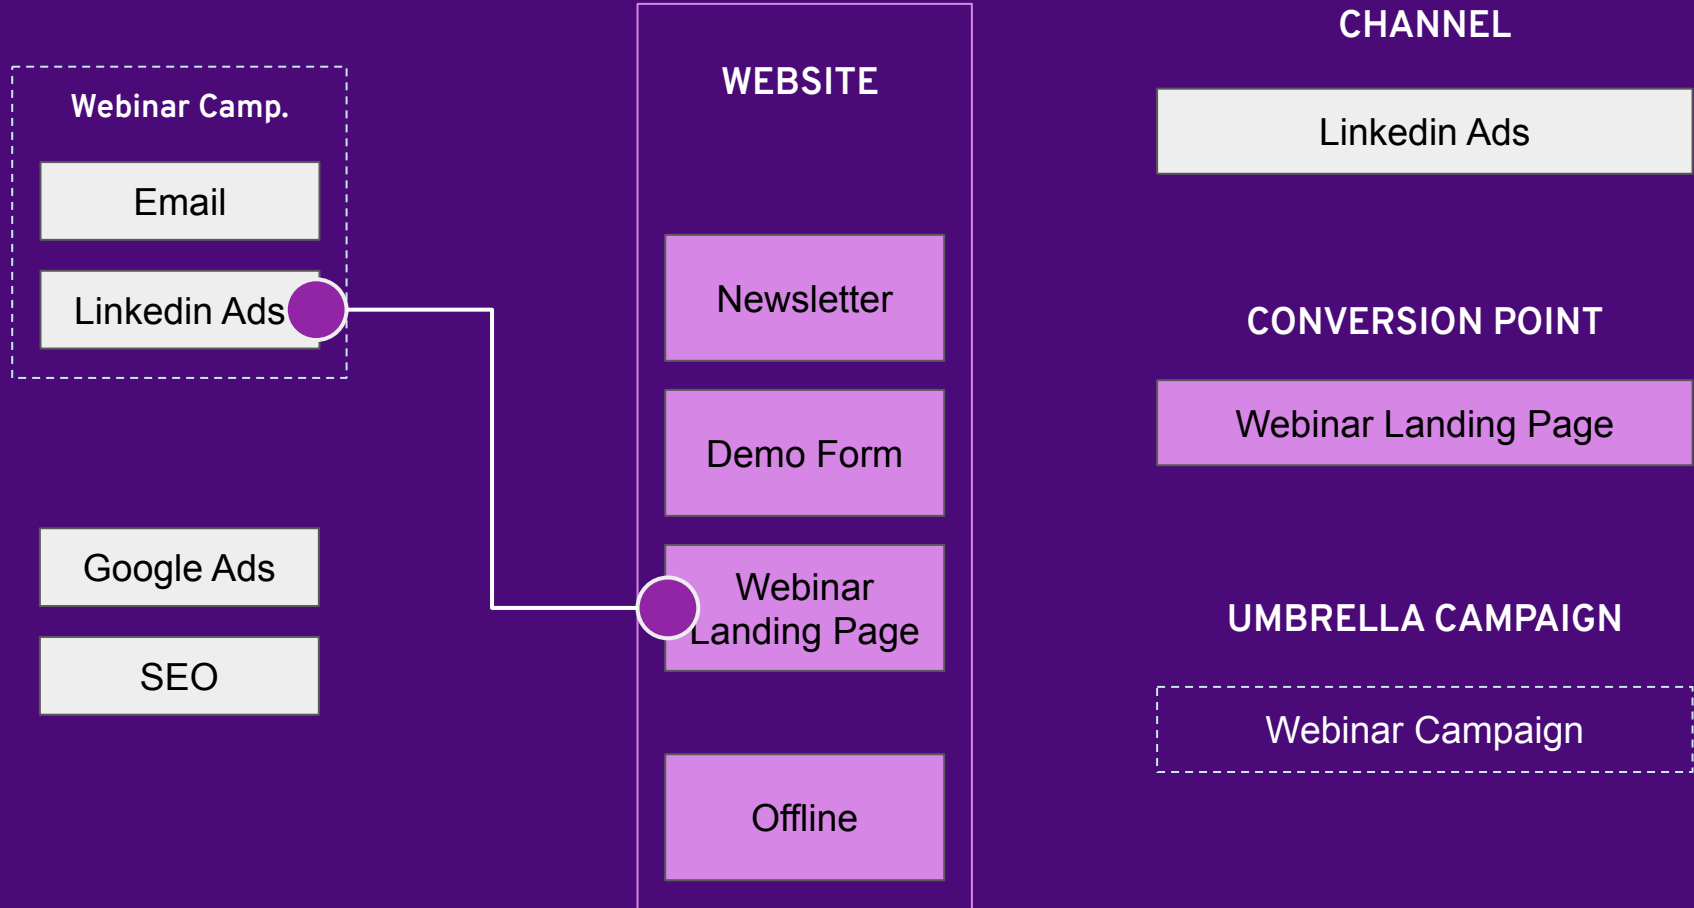 Webinar Camp.
Email
Linkedin Ads
Google Ads
SEO
WEBSITE
Newsletter
Demo Form
Webinar
Landing Page
Offline
CHANNEL
Linkedin Ads
CONVERSION POINT
Webinar Landing Page
UMBRELLA CAMPAIGN
Webinar Campaign